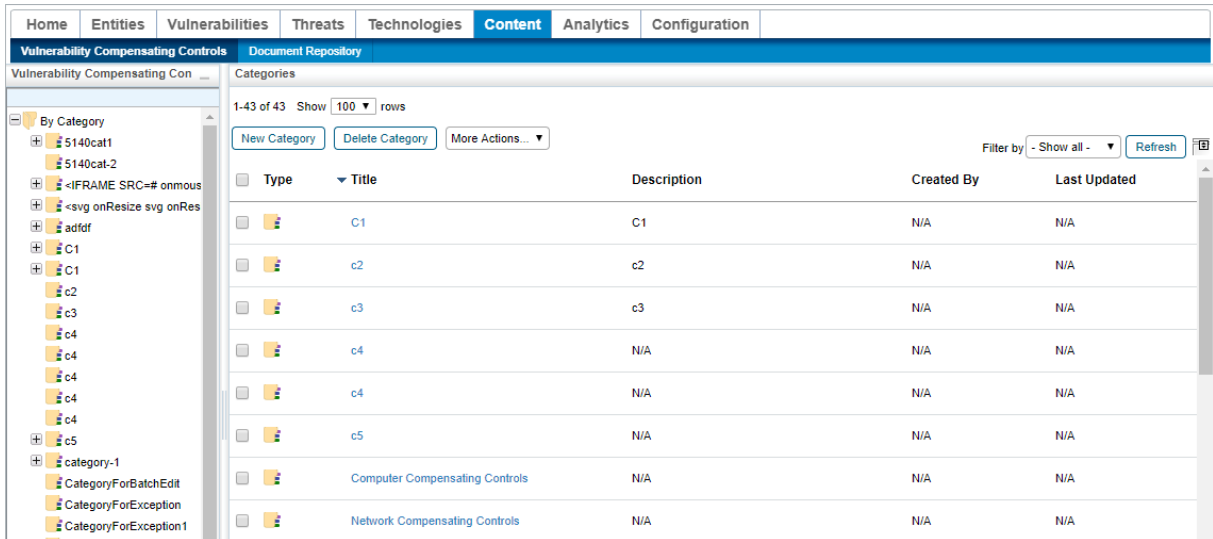 Home Entities Vulnerabilities Threats Technologies Content Analytics Configuration
Vulnerability Compensating Controls Document Repository
Vulnerability Compensating Con
By Category
5140cat1
5140cat-2
<IFRAME SRC=# onmous
<svg onResize svg onRes
adfdf
C1
C1
c2
c3
c4
c4
c4
c4
c4
c5
category-1
CategoryForBatchEdit
CategoryForException
CategoryForException1
Categories
1-43 of 43 Show 100 rows
New Category Delete Category More Actions... Filter by - Show all - Refresh
Type Title Description Created By Last Updated
C1 C1 N/A N/A
c2 c2 N/A N/A
c3 c3 N/A N/A
c4 N/A N/A N/A
c4 N/A N/A N/A
c5 N/A N/A N/A
Computer Compensating Controls N/A N/A N/A
Network Compensating Controls N/A N/A N/A